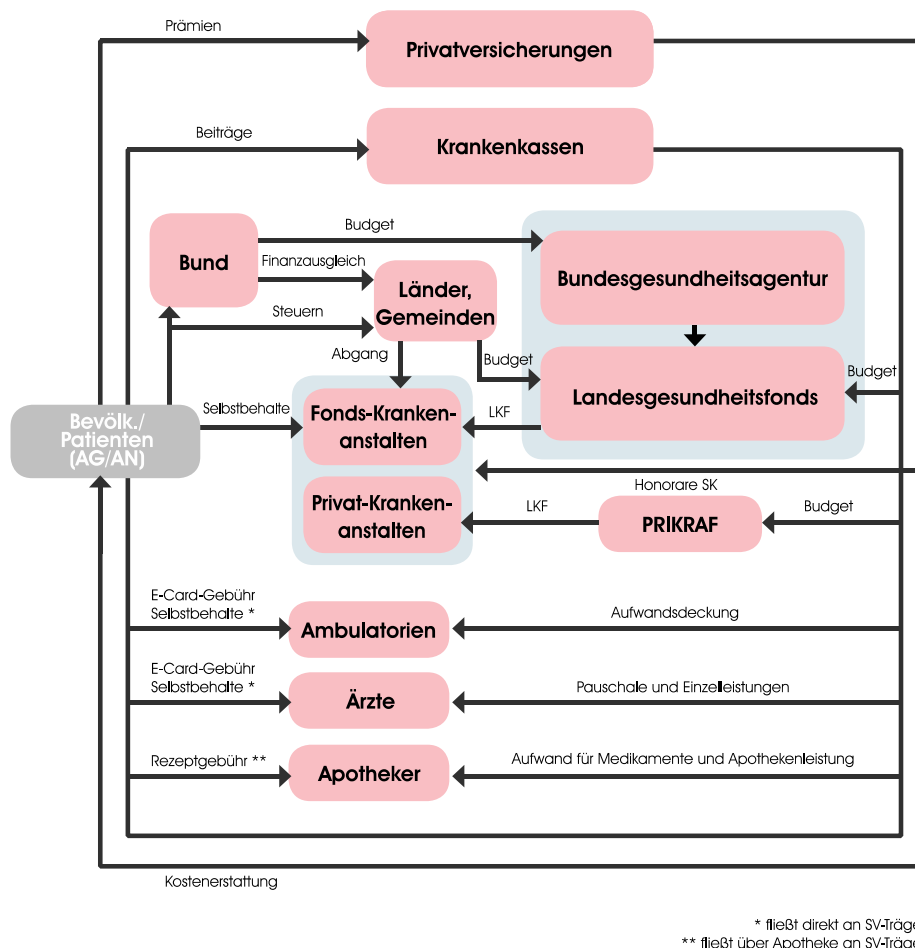 Prämien
Privatversicherungen
Beiträge
Krankenkassen
Budget
Bund
Finanzausgleich
Bundesgesundheitsagentur
Länder,
Gemeinden
Steuern
Abgang
Budget
Budget
Landesgesundheitsfonds
Bevölk./
Patienten
(AG/AN)
Selbstbehalte
Fonds-Kranken-
anstalten
LKF
Honorare SK
Privat-Kranken-
anstalten
LKF
PRIKRAF
Budget
E-Card-Gebühr
Selbstbehalte *
Ambulatorien
Aufwandsdeckung
E-Card-Gebühr
Selbstbehalte *
Ärzte
Pauschale und Einzelleistungen
Rezeptgebühr **
Apotheker
Aufwand für Medikamente und Apothekenleistung
Kostenerstattung
* fließt direkt an SV-Träge
** fließt über Apotheke an SV-Träge